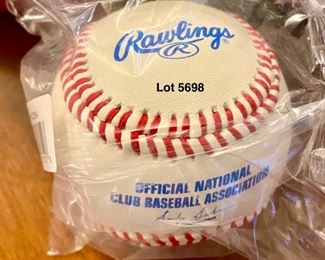 Rawlings
R
Lot 5698
OFFICIAL NATIONAL
CLUB BASEBALL ASSOCIATION